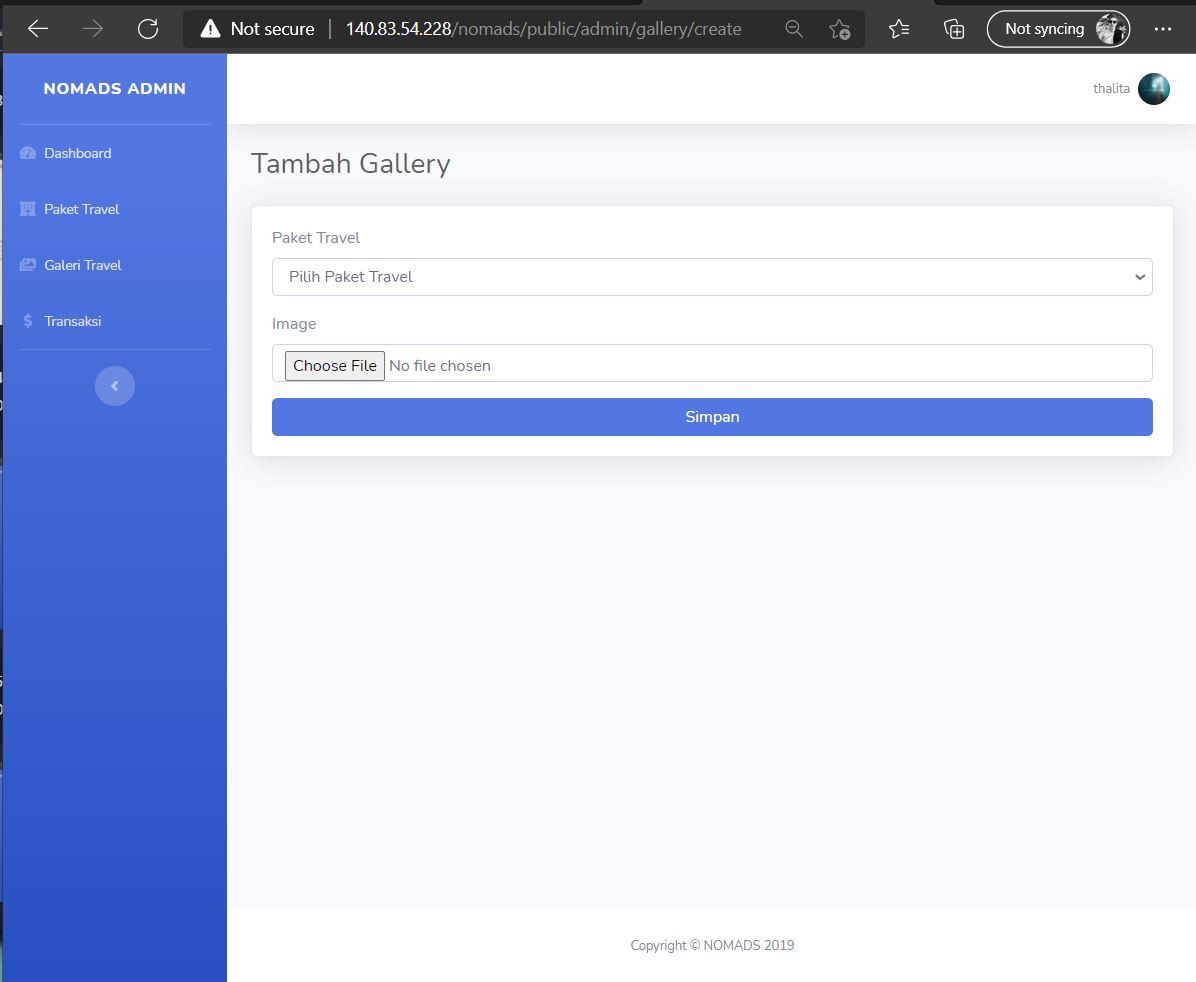 Not secure | 140.83.54.228/nomads/public/admin/gallery/create
Not syncing
NOMADS ADMIN
thalita
Dashboard
Paket Travel
Galeri Travel
Transaksi
Tambah Gallery
Paket Travel
Pilih Paket Travel
Image
Choose File No file chosen
Simpan
Copyright © NOMADS 2019